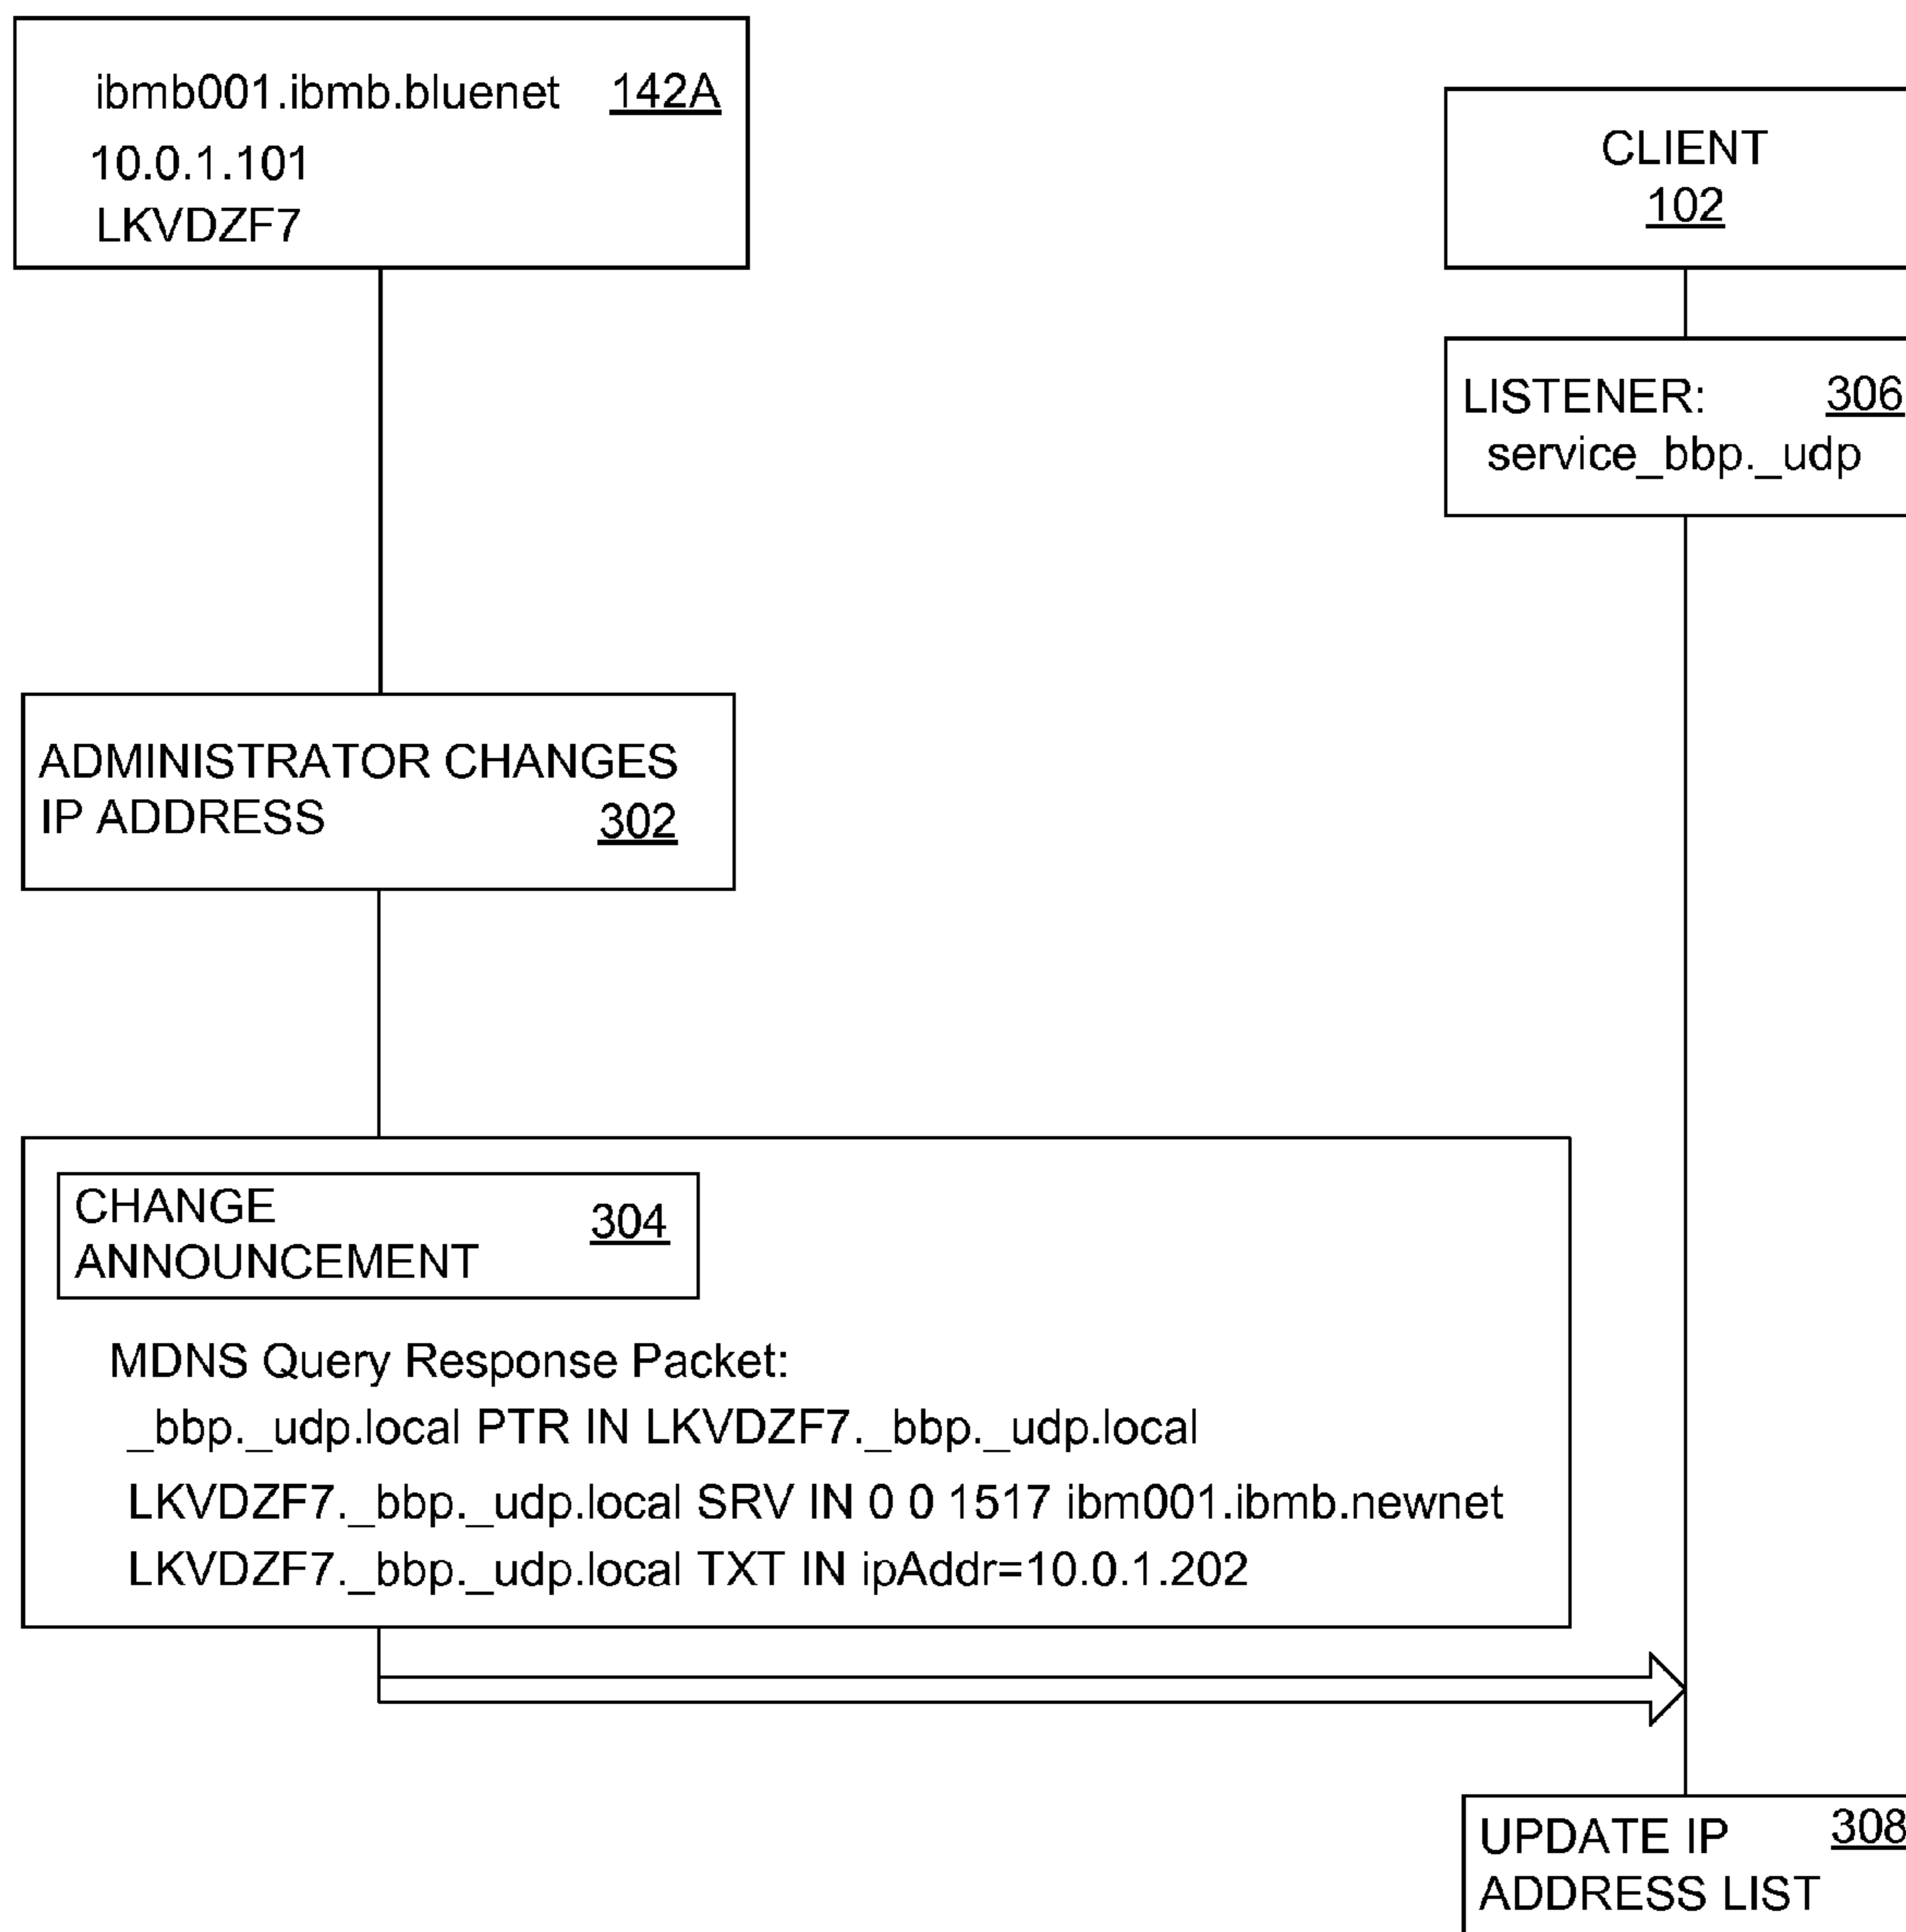 ibmb001.ibmb.bluenet 142A
10.0.1.101
LKVDZF7
CLIENT
102
LISTENER: 306
service_bbp._udp
ADMINISTRATOR CHANGES
IP ADDRESS 302
CHANGE
ANNOUNCEMENT 304
MDNS Query Response Packet:
_bbp._udp.local PTR IN LKVDZF7._bbp._udp.local
LKVDZF7._bbp._udp.local SRV IN 0 0 1517 ibm001.ibmb.newnet
LKVDZF7._bbp._udp.local TXT IN ipAddr=10.0.1.202
UPDATE IP 308
ADDRESS LIST